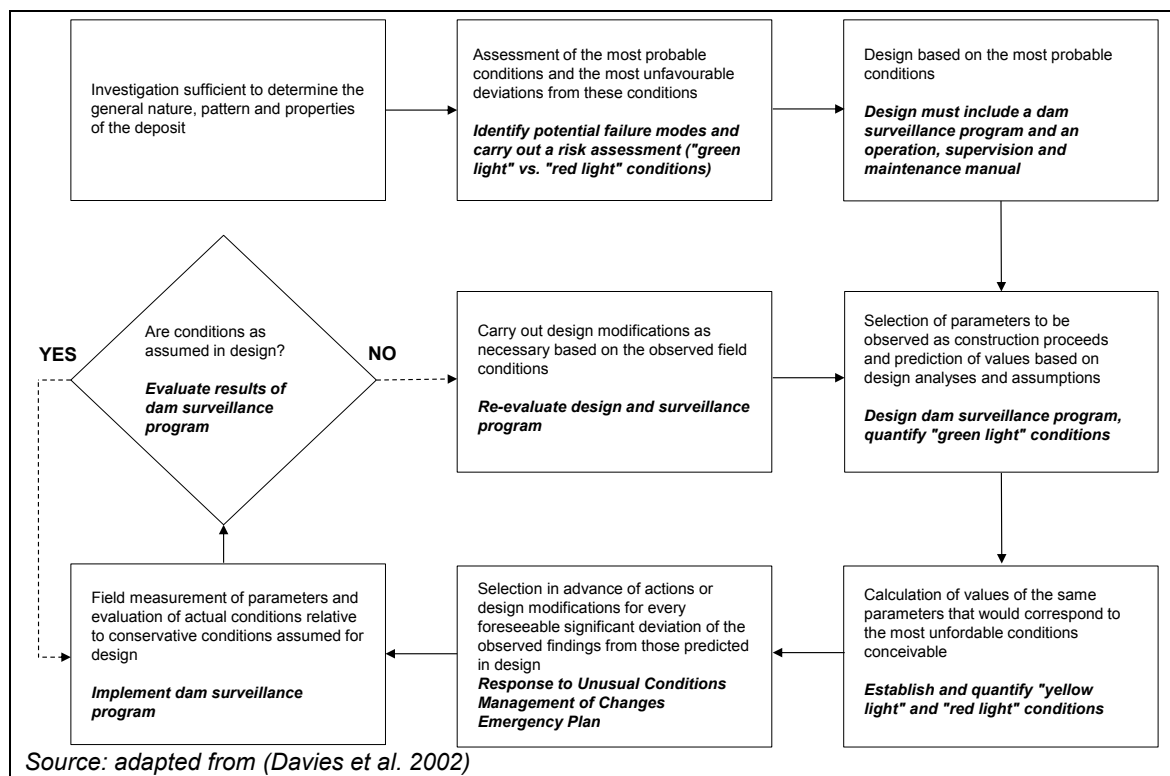 Investigation sufficient to determine the
general nature, pattern and properties
of the deposit
Assessment of the most probable
conditions and the most unfavourable
deviations from these conditions
Identify potential failure modes and
carry out a risk assessment ("green
light" vs. "red light" conditions)
Design based on the most probable
conditions
Design must include a dam
surveillance program and an
operation, supervision and
maintenance manual
YES
Are conditions as
assumed in design?
Evaluate results of
dam surveillance
program
NO
Carry out design modifications as
necessary based on the observed field
conditions
Re-evaluate design and surveillance
program
Selection of parameters to be
observed as construction proceeds
and prediction of values based on
design analyses and assumptions
Design dam surveillance program,
quantify "green light" conditions
Field measurement of parameters and
evaluation of actual conditions relative
to conservative conditions assumed for
design
Implement dam surveillance
program
Selection in advance of actions or
design modifications for every
foreseeable significant deviation of the
observed findings from those predicted
in design
Response to Unusual Conditions
Management of Changes
Emergency Plan
Calculation of values of the same
parameters that would correspond to
the most unfordable conditions
conceivable
Establish and quantify "yellow
light" and "red light" conditions
Source: adapted from (Davies et al. 2002)